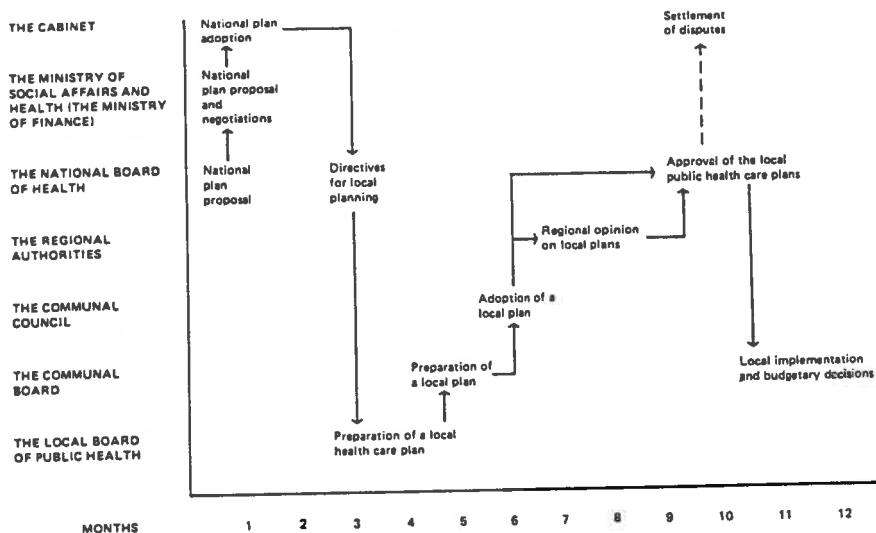 THE CABINET
National plan
adoption
Settlement
of disputes
THE MINISTRY OF
SOCIAL AFFAIRS AND
HEALTH (THE MINISTRY
OF FINANCE)
National
plan proposal
and
negotiations
THE NATIONAL BOARD
OF HEALTH
National
plan
proposal
Directives
for local
planning
Approval of the local
public health care plans
THE REGIONAL
AUTHORITIES
Regional opinion
on local plans
THE COMMUNAL
COUNCIL
Adoption of a
local plan
THE COMMUNAL
BOARD
Preparation of
a local plan
Local implementation
and budgetary decisions
THE LOCAL BOARD
OF PUBLIC HEALTH
Preparation of a local
health care plan
MONTHS 1 2 3 4 5 6 7 8 9 10 11 12